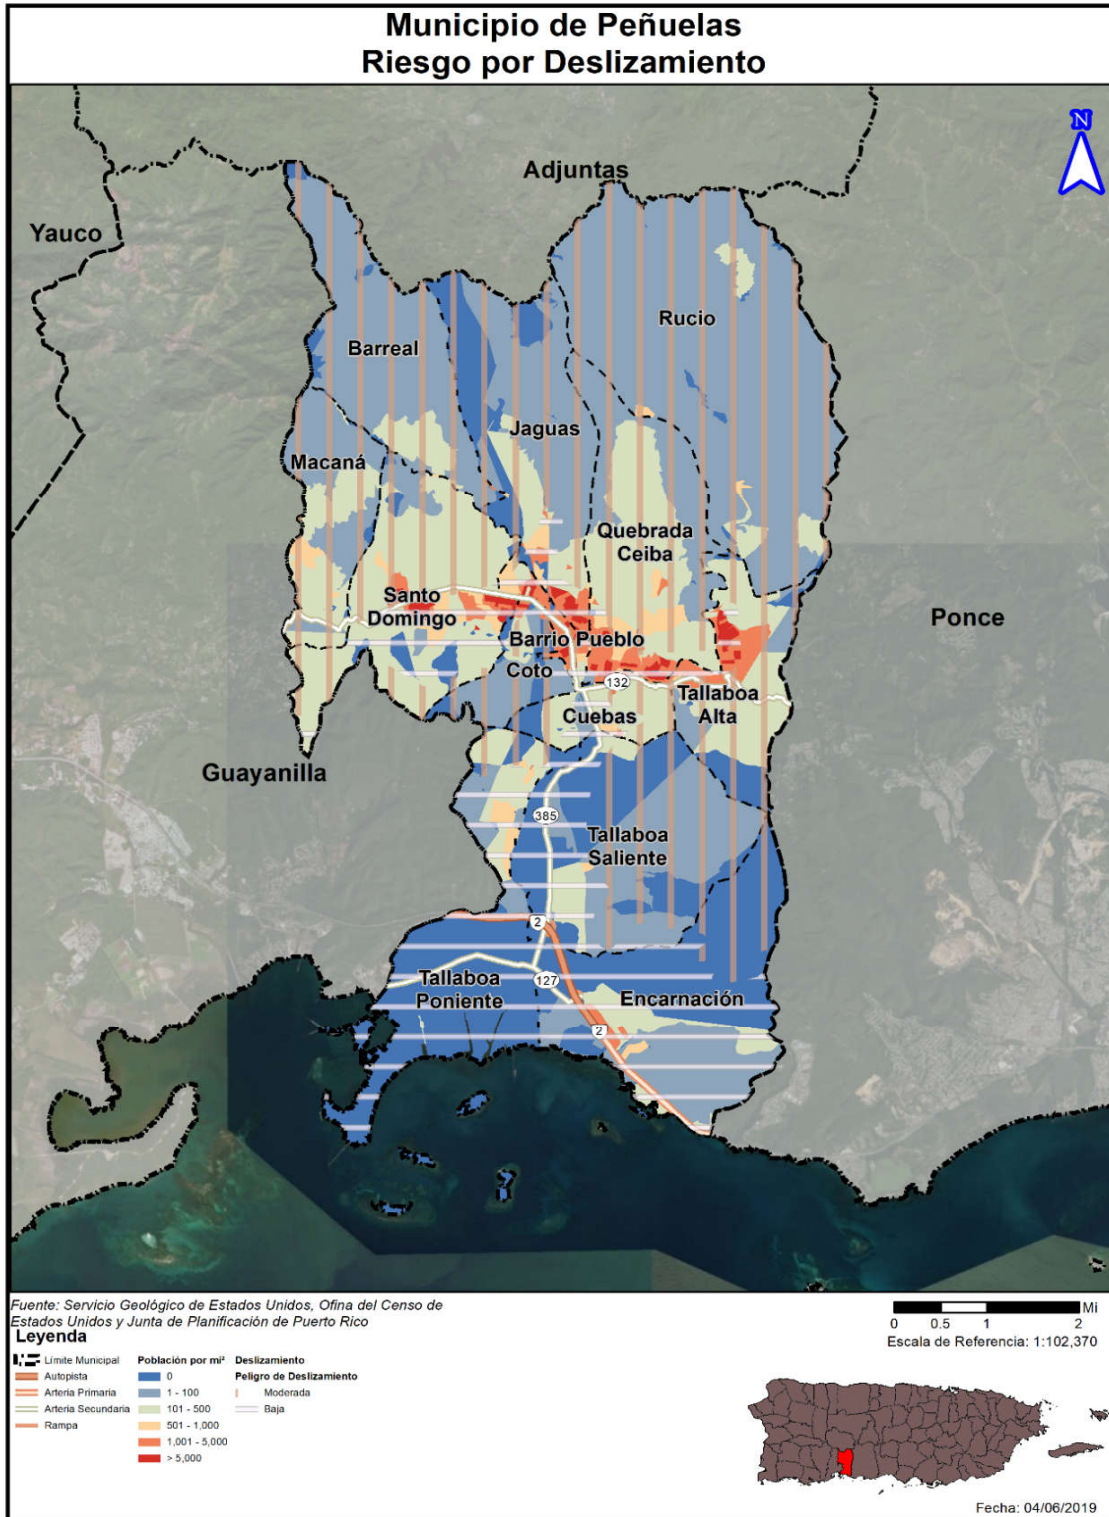 Municipio de Peñuelas
Riesgo por Deslizamiento
N
Adjuntas
Yauco
Rucio
Barreal
Jaguas
Macaná
Quebrada
Ceiba
Santo
Domingo
Ponce
Barrio Pueblo
Coto
132
Tallaboa
Alta
Cuebas
Guayanilla
385
Tallaboa
Saliente
2
Tallaboa
Poniente
127
Encarnación
2
Fuente: Servicio Geológico de Estados Unidos, Ofina del Censo de
Estados Unidos y Junta de Planificación de Puerto Rico
Leyenda
Límite Municipal
Autopista
Arteria Primaria
Arteria Secundaria
Rampa
Población por mi²
0
1 - 100
101 - 500
501 - 1,000
1,001 - 5,000
> 5,000
Deslizamiento
Peligro de Deslizamiento
Moderada
Baja
Mi
0 0.5 1 2
Escala de Referencia: 1:102,370
Fecha: 04/06/2019